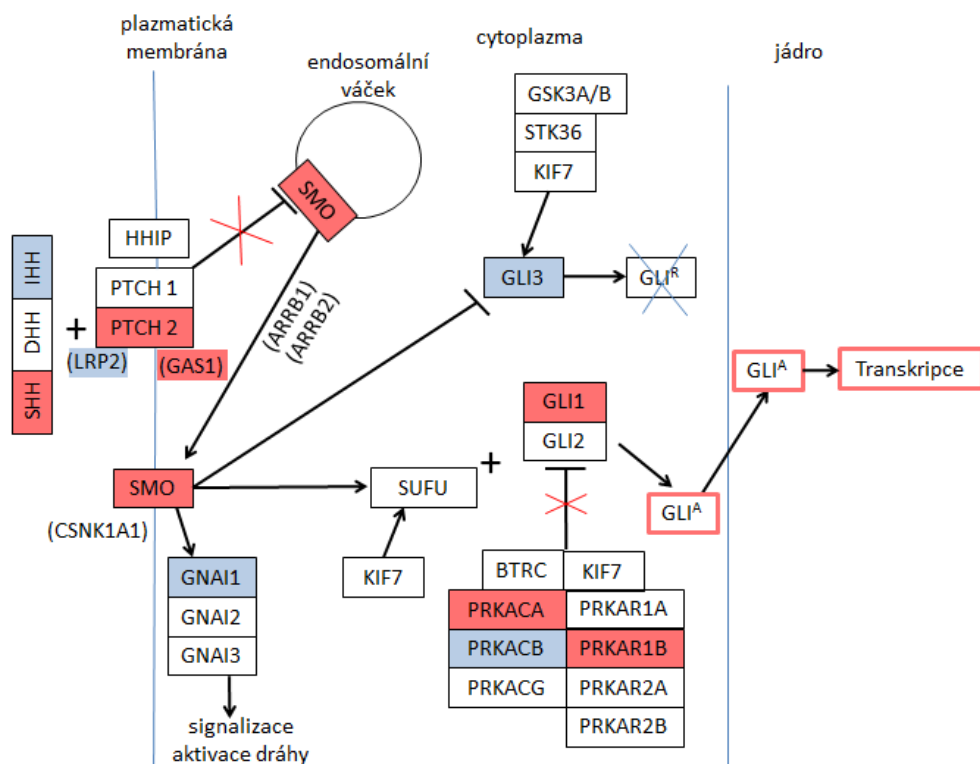 plazmatická
membrána
endosomální
váček
cytoplazma
jádro
GSK3A/B
STK36
KIF7
SMO
HHIP
IHH
DHH
SHH
+
PTCH 1
PTCH 2
(LRP2)
(GAS1)
(ARRB1)
(ARRB2)
GLI3
GLIᴿ
GLIᴬ
Transkripce
GLI1
GLI2
+
SMO
SUFU
GLIᴬ
(CSNK1A1)
GNAI1
GNAI2
GNAI3
KIF7
BTRC
KIF7
PRKACA
PRKAR1A
PRKACB
PRKAR1B
PRKACG
PRKAR2A
PRKAR2B
signalizace
aktivace dráhy